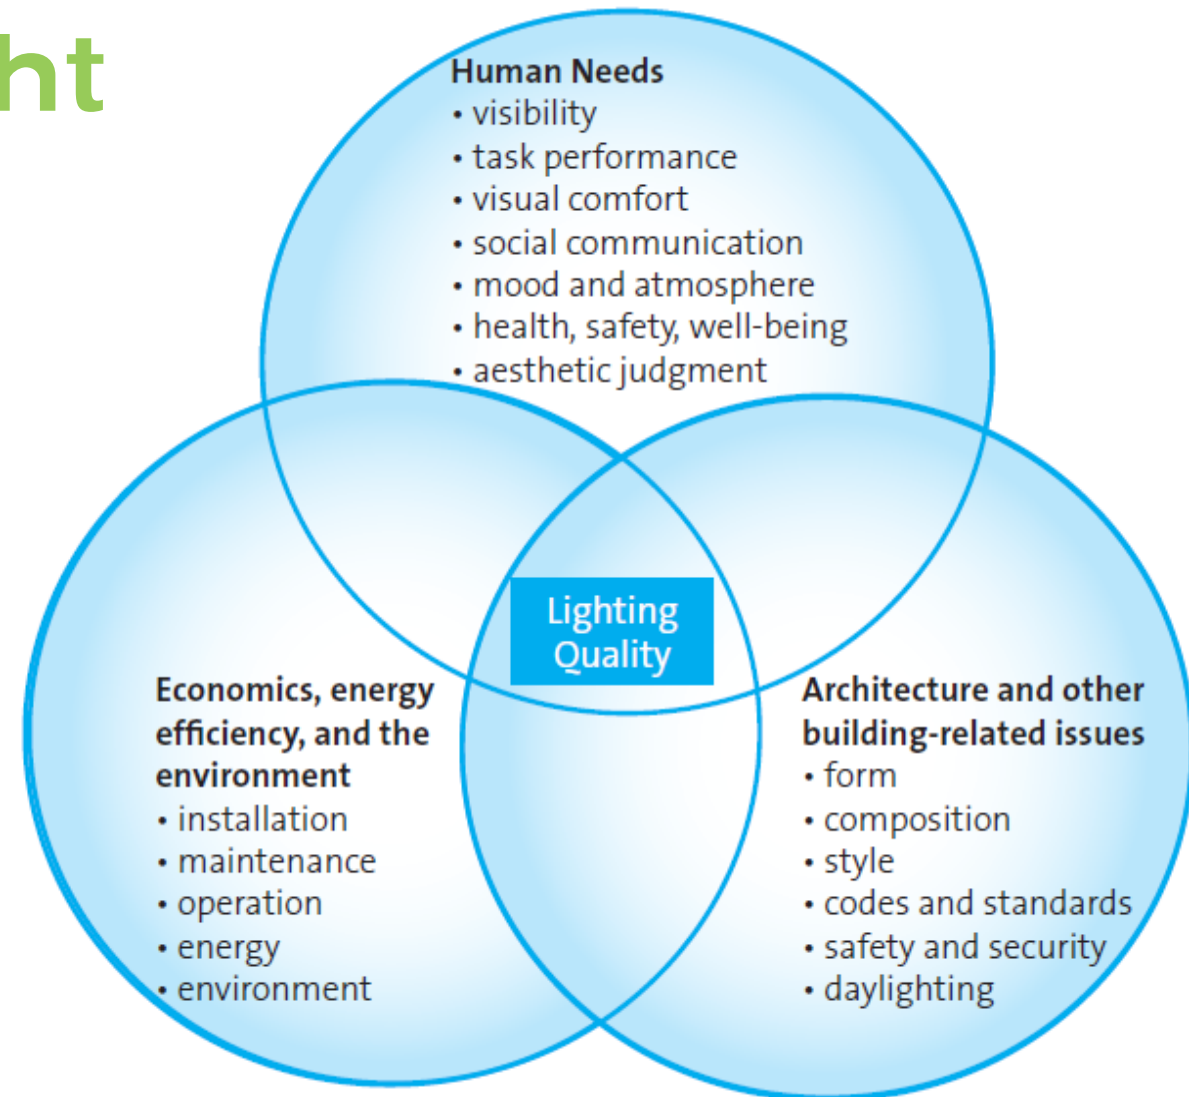 ht
Human Needs
• visibility
• task performance
• visual comfort
• social communication
• mood and atmosphere
• health, safety, well-being
• aesthetic judgment
Lighting
Quality
Economics, energy
efficiency, and the
environment
• installation
• maintenance
• operation
• energy
• environment
Architecture and other
building-related issues
• form
• composition
• style
• codes and standards
• safety and security
• daylighting